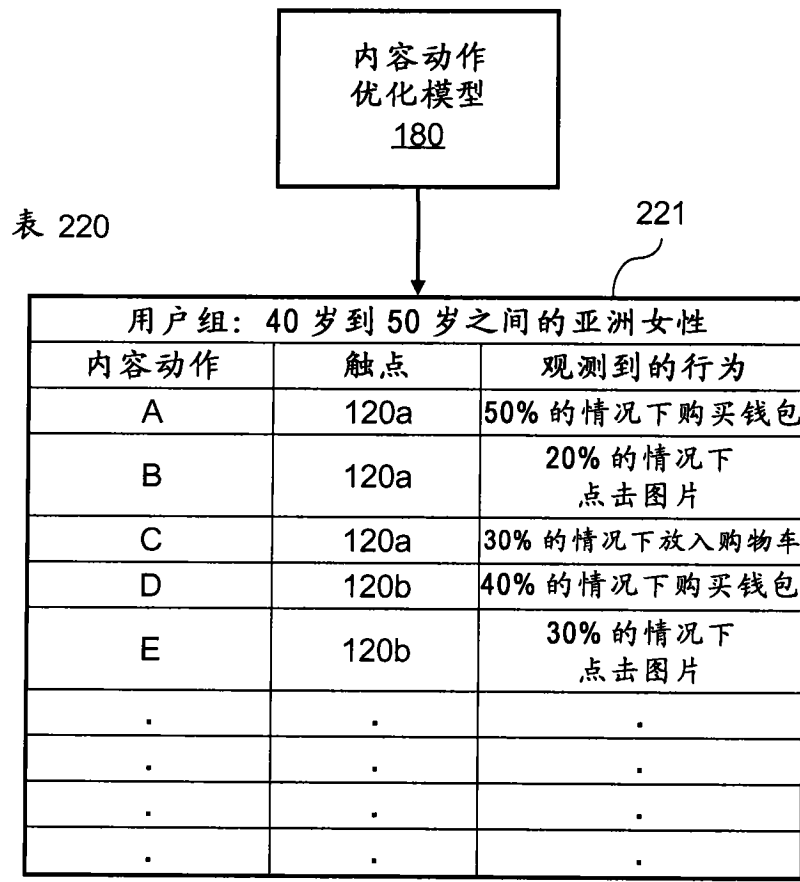 内容动作
优化模型
180
表 220
221
用户组: 40 岁到 50 岁之间的亚洲女性
内容动作 触点 观测到的行为
A 120a 50% 的情况下购买钱包
B 120a 20% 的情况下
点击图片
C 120a 30% 的情况下放入购物车
D 120b 40% 的情况下购买钱包
E 120b 30% 的情况下
点击图片
. . .
. . .
. . .
. . .